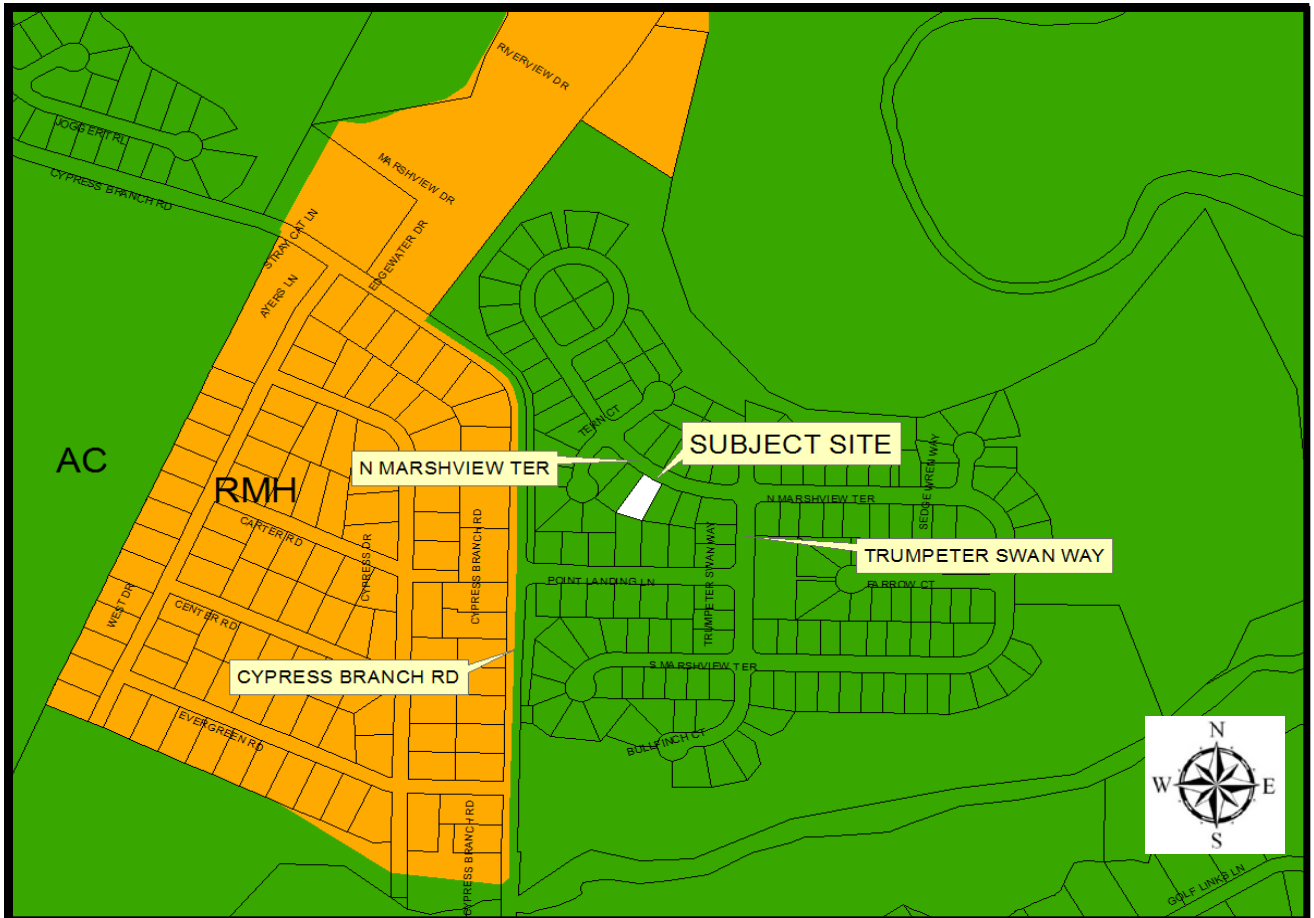 RIVERVIEW DR
JOGGERT RL
MARSHVIEW DR
CYPRESS BRANCH RD
STRAY CAT LN
EDGEWATER DR
AYERS LN
TERN CT
SUBJECT SITE
N MARSHVIEW TER
AC
RMH
N MARSHVIEW TER
SEDGE WREN WAY
CARTER RD
CYPRESS DR
CYPRESS BRANCH RD
TRUMPETER SWAN WAY
TRUMPETER SWAN WAY
POINT LANDING LN
FARROW CT
WEST DR
CENTER RD
CYPRESS BRANCH RD
S MARSHVIEW TER
EVERGREEN RD
BULLFINCH CT
N
W
E
S
CYPRESS BRANCH RD
GOLF LINKS LN